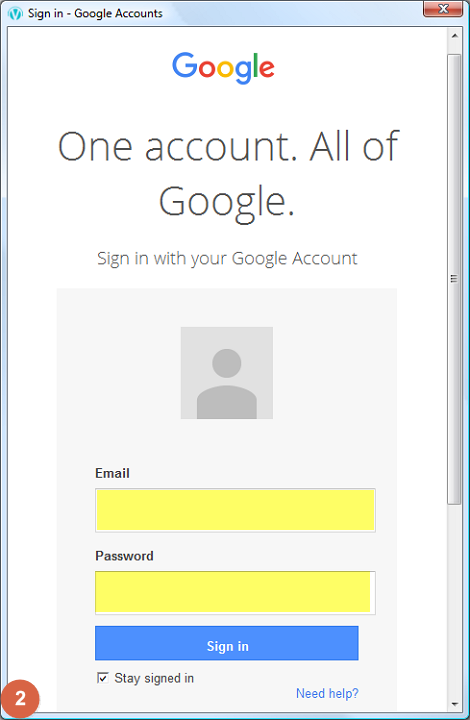 Sign in - Google Accounts
Google
One account. All of
Google.
Sign in with your Google Account
Email
Password
Sign in
Stay signed in
Need help?
2